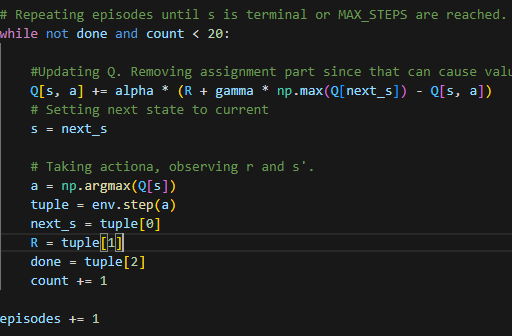 # Repeating episodes until s is terminal or MAX_STEPS are reached.
while not done and count < 20:
#Updating Q. Removing assignment part since that can cause valu
Q[s, a] += alpha * (R + gamma * np.max(Q[next_s]) - Q[s, a])
# Setting next state to current
s = next_s
# Taking actiona, observing r and s'.
a = np.argmax(Q[s])
tuple = env.step(a)
next_s = tuple[0]
R = tuple[1]
done = tuple[2]
count += 1
episodes += 1